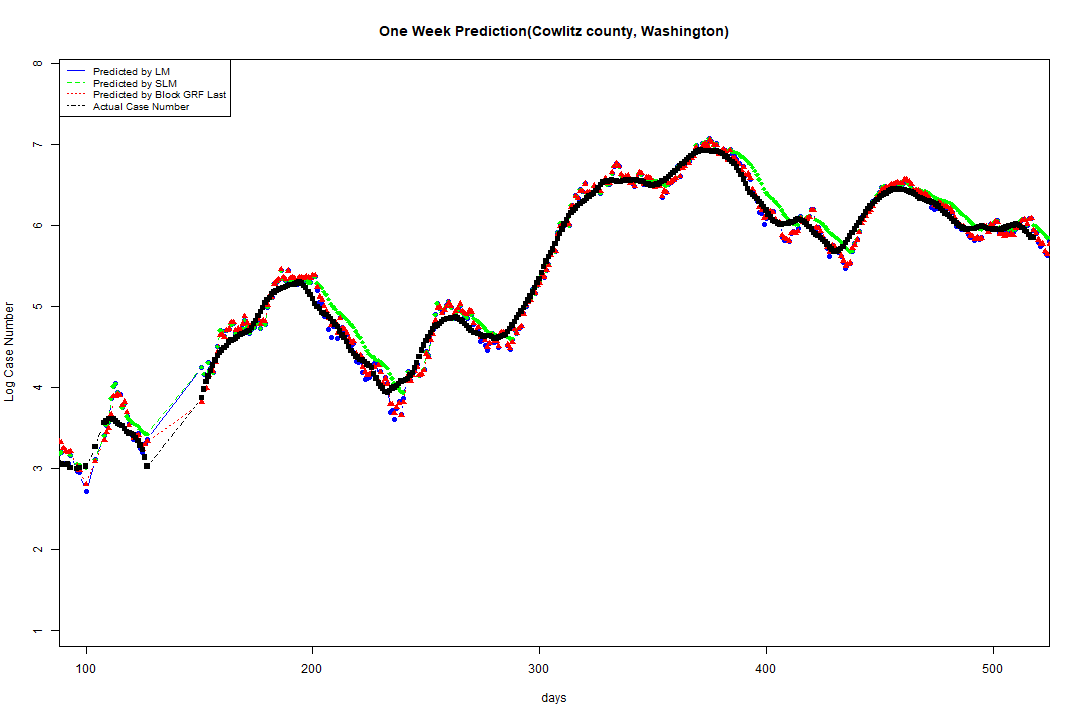 One Week Prediction(Cowlitz county, Washington)
Predicted by LM
Predicted by SLM
Predicted by Block GRF Last
Actual Case Number
8
7
6
5
4
3
2
1
Log Case Number
100 200 300 400 500
days